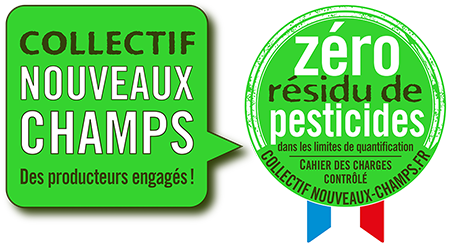 COLLECTIF
NOUVEAUX
CHAMPS
Des producteurs engagés !
zéro
résidu de
pesticides
dans les limites de quantification
CAHIER DES CHARGES
CONTRÔLÉ
COLLECTIF NOUVEAUX-CHAMPS.FR